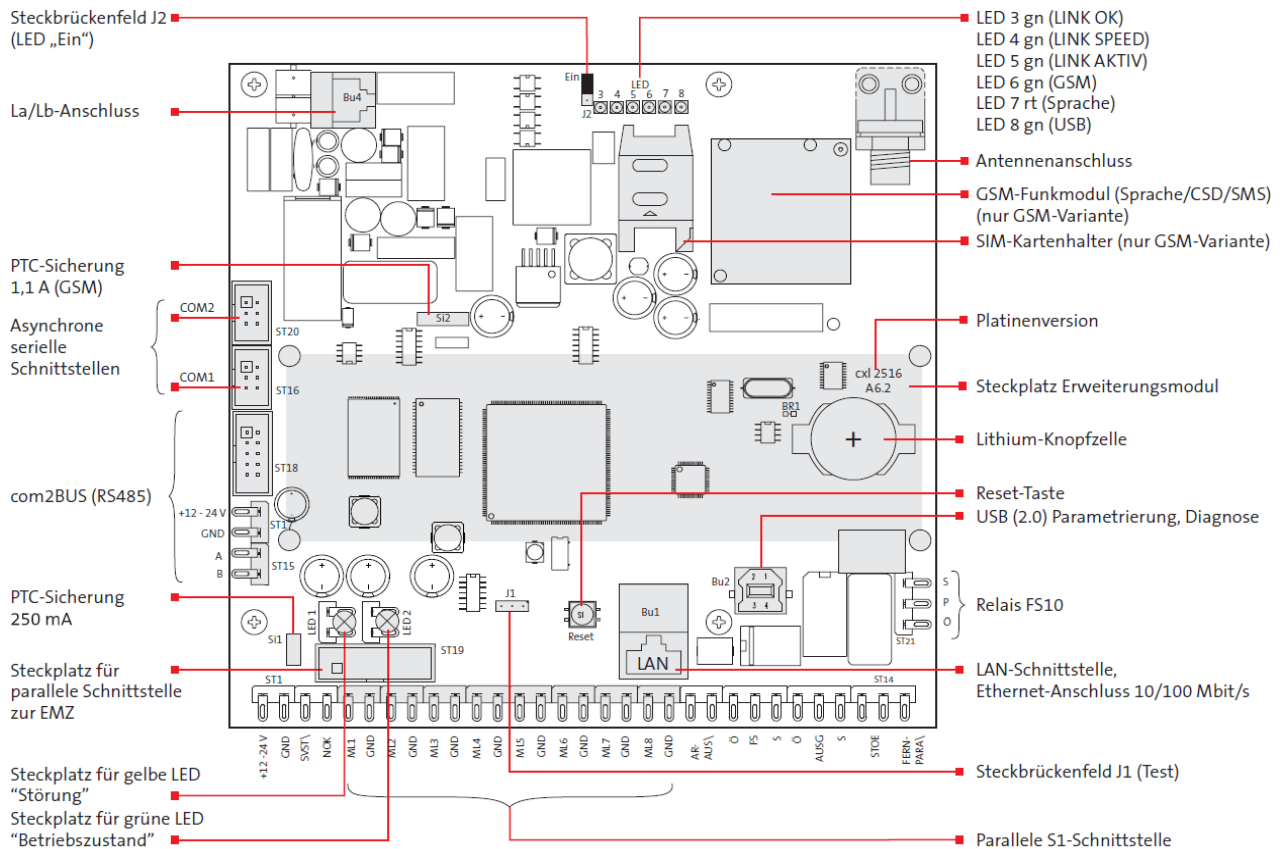 Steckbrückenfeld J2
(LED „Ein“)
La/Lb-Anschluss
PTC-Sicherung
1,1 A (GSM)
Asynchrone
serielle
Schnittstellen
com2BUS (RS485)
PTC-Sicherung
250 mA
Steckplatz für
parallele Schnittstelle
zur EMZ
Steckplatz für gelbe LED
"Störung"
Steckplatz für grüne LED
"Betriebszustand"
Bu4
Ein
J2
LED
3 4 5 6 7 8
Si2
COM2
ST20
COM1
ST16
ST18
+12 - 24 V
GND
ST17
A
B
ST15
cxl 2516
A6.2
BR1
+
LED 1
LED 2
Si1
ST19
J1
S1
Reset
Bu1
LAN
Bu2
2 1
3 4
S
P
O
ST21
ST1
ST14
+12 -24 V
GND
SVST\
NOK
ML1
GND
ML2
GND
ML3
GND
ML4
GND
ML5
GND
ML6
GND
ML7
GND
ML8
GND
AR-
AUS\
Ö
FS
S
Ö
AUSG
S
STOE
FERN-
PARA\
LED 3 gn (LINK OK)
LED 4 gn (LINK SPEED)
LED 5 gn (LINK AKTIV)
LED 6 gn (GSM)
LED 7 rt (Sprache)
LED 8 gn (USB)
Antennenanschluss
GSM-Funkmodul (Sprache/CSD/SMS)
(nur GSM-Variante)
SIM-Kartenhalter (nur GSM-Variante)
Platinenversion
Steckplatz Erweiterungsmodul
Lithium-Knopfzelle
Reset-Taste
USB (2.0) Parametrierung, Diagnose
Relais FS10
LAN-Schnittstelle,
Ethernet-Anschluss 10/100 Mbit/s
Steckbrückenfeld J1 (Test)
Parallele S1-Schnittstelle